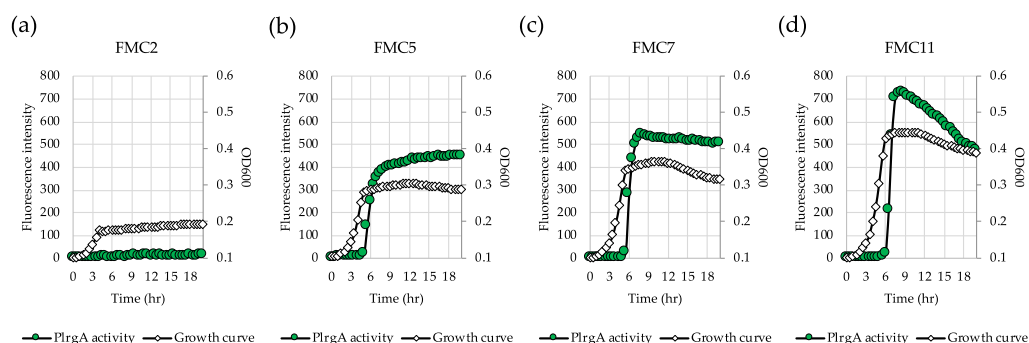 (a)
FMC2
800
700
600
500
400
300
200
100
0
Fluorescence intensity
0.6
0.5
0.4
0.3
0.2
0.1
OD600
0 3 6 9 12 15 18
Time (hr)
PlrgA activity Growth curve
(b)
FMC5
800
700
600
500
400
300
200
100
0
Fluorescence intensity
0.6
0.5
0.4
0.3
0.2
0.1
OD600
0 3 6 9 12 15 18
Time (hr)
PlrgA activity Growth curve
(c)
FMC7
800
700
600
500
400
300
200
100
0
Fluorescence intensity
0.6
0.5
0.4
0.3
0.2
0.1
OD600
0 3 6 9 12 15 18
Time (hr)
PlrgA activity Growth curve
(d)
FMC11
800
700
600
500
400
300
200
100
0
Fluorescence intensity
0.6
0.5
0.4
0.3
0.2
0.1
OD600
0 3 6 9 12 15 18
Time (hr)
PlrgA activity Growth curve